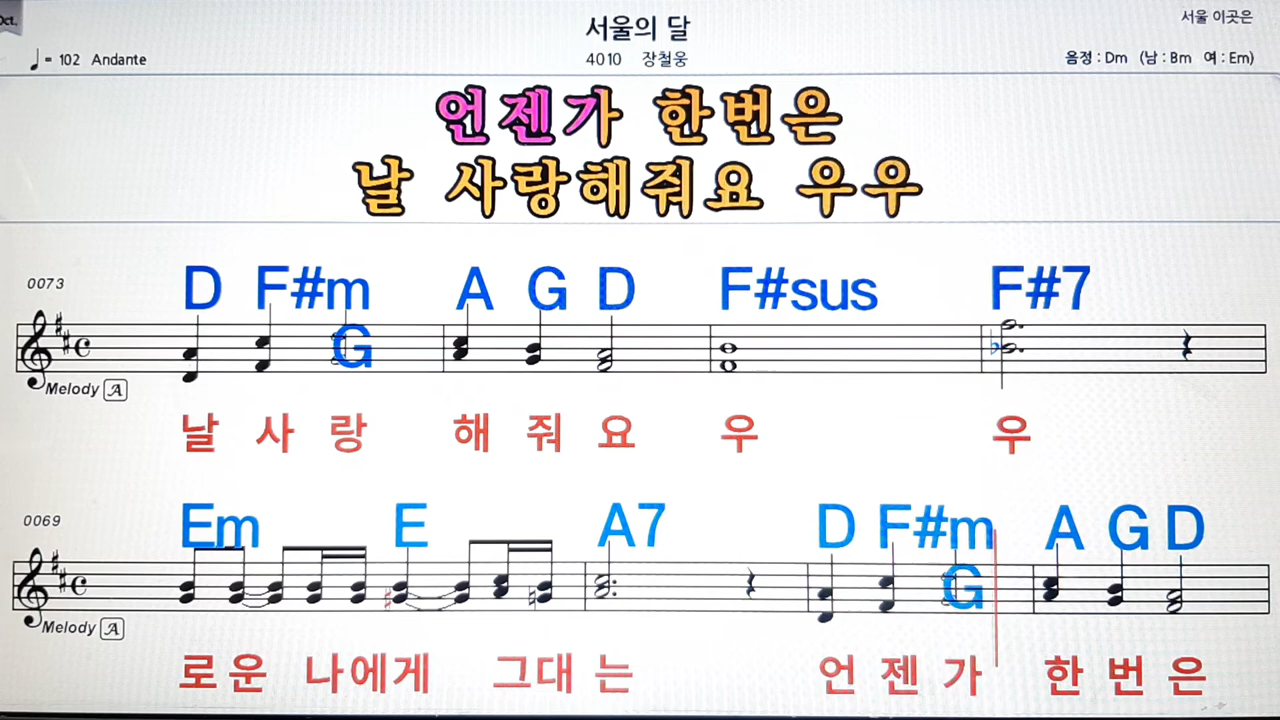 Oct.
서울의 달
서울 이곳은
♩= 102 Andante
4010 장철웅
음정 : Dm (남 : Bm 여 : Em)
언젠가 한번은
날 사랑해줘요 우우
0073
D F#m G A G D F#sus F#7
Melody A
날 사 랑 해 줘 요 우 우
0069
Em E A7 D F#m G A G D
Melody A
로운 나에게 그대 는 언 젠 가 한 번 은